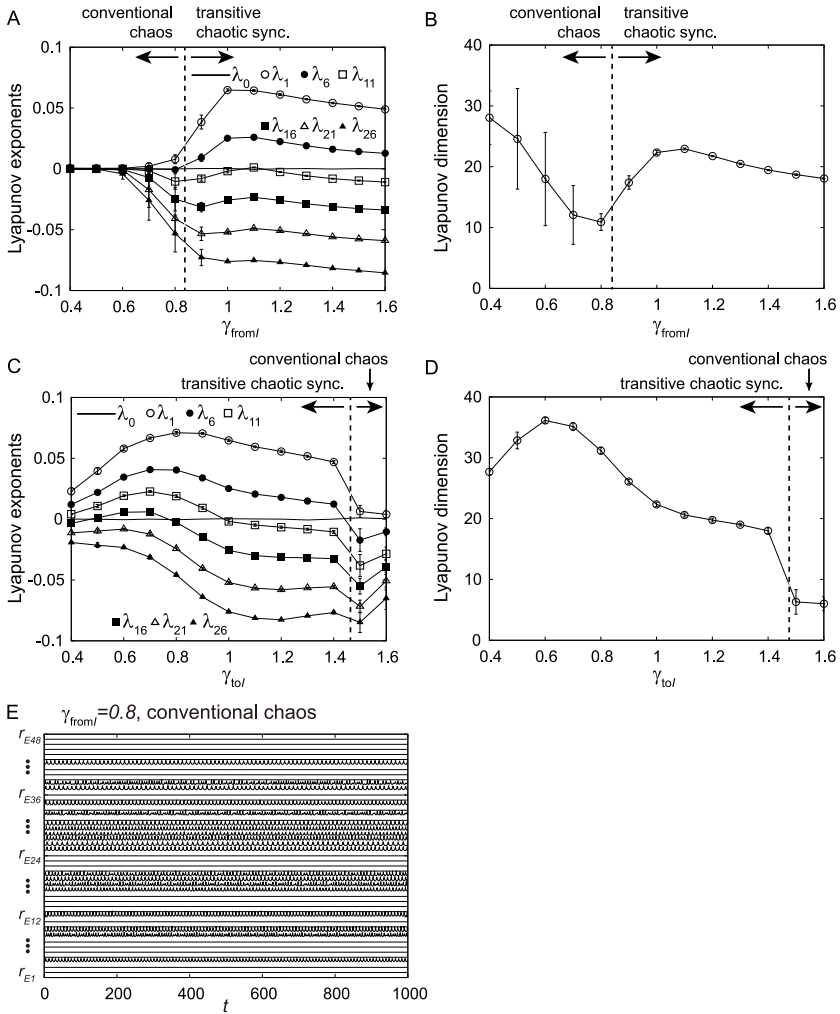 A
conventional chaos
transitive chaotic sync.
0.1
0.05
0
-0.05
-0.1
Lyapunov exponents
λ0 λ1 λ6 λ11
λ16 λ21 λ26
0.4 0.6 0.8 1 1.2 1.4 1.6
γfromI
B
conventional chaos
transitive chaotic sync.
40
30
20
10
0
Lyapunov dimension
0.4 0.6 0.8 1 1.2 1.4 1.6
γfromI
C
conventional chaos
transitive chaotic sync.
0.1
0.05
0
-0.05
-0.1
Lyapunov exponents
λ0 λ1 λ6 λ11
λ16 λ21 λ26
0.4 0.6 0.8 1 1.2 1.4 1.6
γtoI
D
conventional chaos
transitive chaotic sync.
40
30
20
10
0
Lyapunov dimension
0.4 0.6 0.8 1 1.2 1.4 1.6
γtoI
E
γfromI=0.8, conventional chaos
rE48
rE36
rE24
rE12
rE1
0 200 400 600 800 1000
t